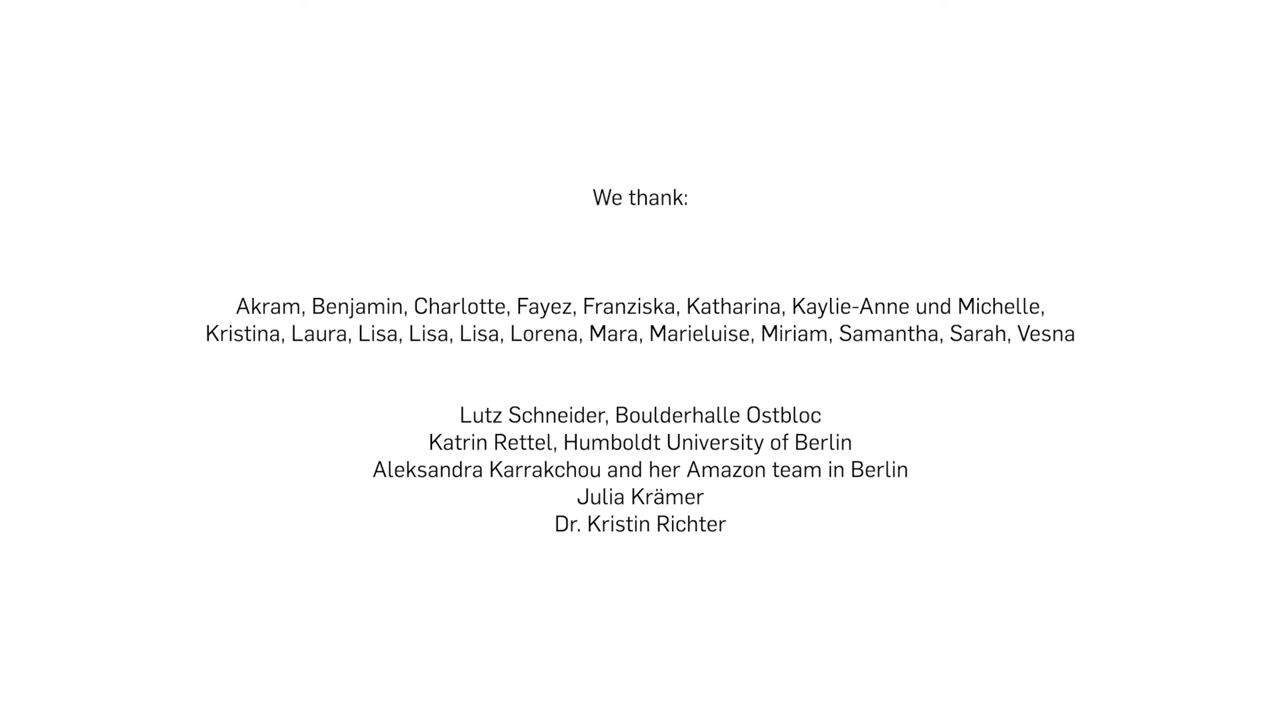 We thank:
Akram, Benjamin, Charlotte, Fayez, Franziska, Katharina, Kaylie-Anne und Michelle,
Kristina, Laura, Lisa, Lisa, Lisa, Lorena, Mara, Marieluise, Miriam, Samantha, Sarah, Vesna
Lutz Schneider, Boulderhalle Ostbloc
Katrin Rettel, Humboldt University of Berlin
Aleksandra Karrakchou and her Amazon team in Berlin
Julia Krämer
Dr. Kristin Richter